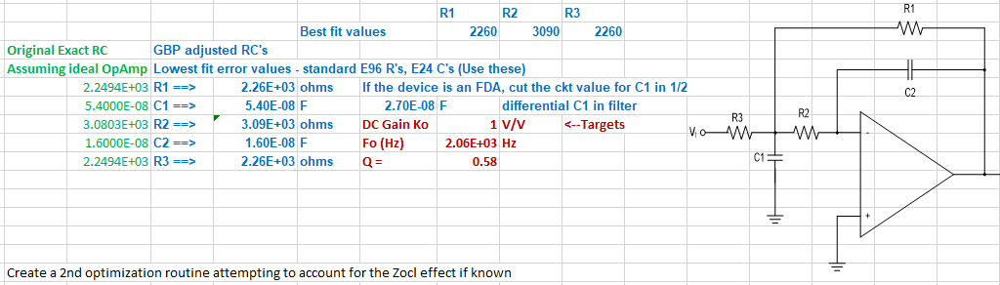 R1 R2 R3
Best fit values 2260 3090 2260
Original Exact RC GBP adjusted RC's
Assuming ideal OpAmp Lowest fit error values - standard E96 R's, E24 C's (Use these)
2.2494E+03 R1 ==> 2.26E+03 ohms If the device is an FDA, cut the ckt value for C1 in 1/2
5.4000E-08 C1 ==> 5.40E-08 F 2.70E-08 F differential C1 in filter
3.0803E+03 R2 ==> 3.09E+03 ohms DC Gain Ko 1 V/V <--Targets
1.6000E-08 C2 ==> 1.60E-08 F Fo (Hz) 2.06E+03 Hz
2.2494E+03 R3 ==> 2.26E+03 ohms Q = 0.58
Create a 2nd optimization routine attempting to account for the Zocl effect if known
R1
C2
R3
R2
Vi
C1
-
+